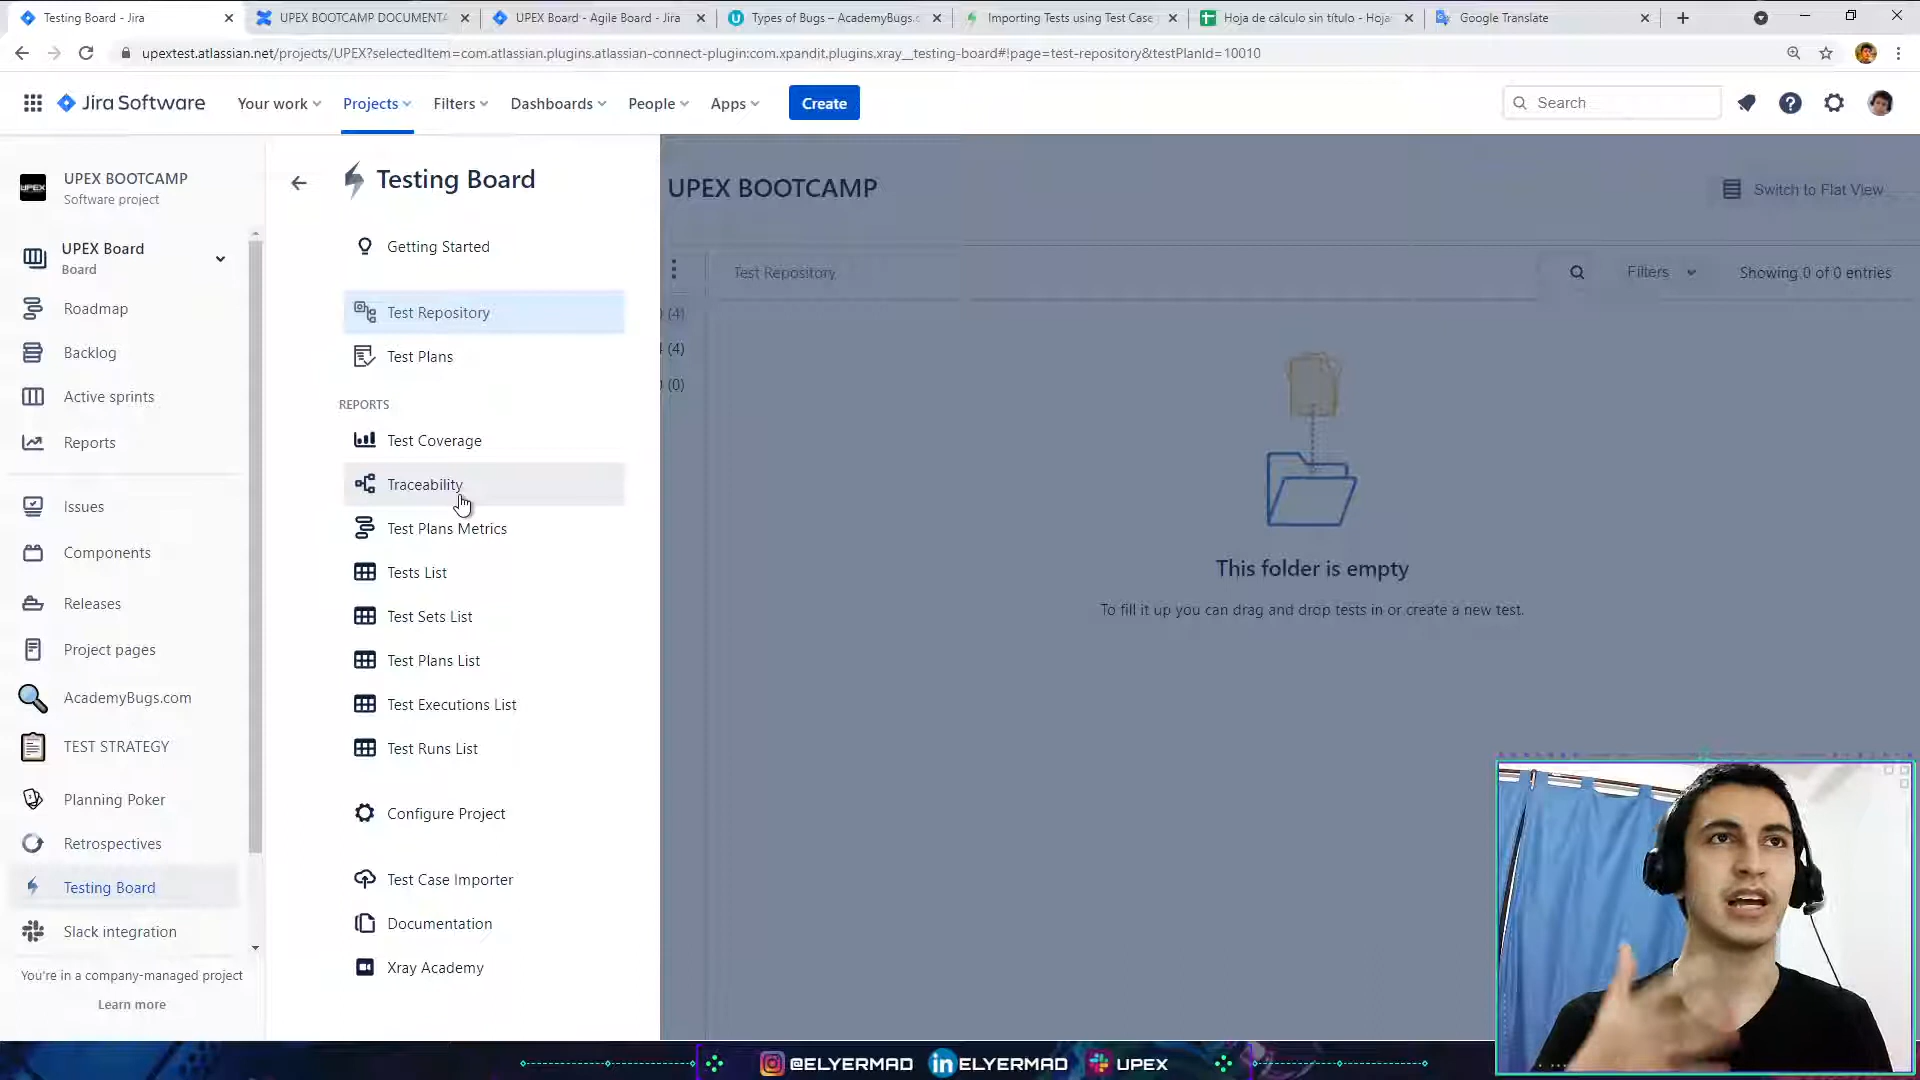 Testing Board - Jira
UPEX BOOTCAMP DOCUMENTA
UPEX Board - Agile Board - Jira
Types of Bugs – AcademyBugs.c
Importing Tests using Test Case
Hoja de cálculo sin título - Hoja
Google Translate
upextest.atlassian.net/projects/UPEX?selectedItem=com.atlassian.plugins.atlassian-connect-plugin:com.xpandit.plugins.xray__testing-board#!page=test-repository&testPlanId=10010
Jira Software
Your work
Projects
Filters
Dashboards
People
Apps
Create
Search
UPEX
UPEX BOOTCAMP
Software project
UPEX Board
Board
Roadmap
Backlog
Active sprints
Reports
Issues
Components
Releases
Project pages
AcademyBugs.com
TEST STRATEGY
Planning Poker
Retrospectives
Testing Board
Slack integration
You're in a company-managed project
Learn more
Testing Board
Getting Started
Test Repository
Test Plans
REPORTS
Test Coverage
Traceability
Test Plans Metrics
Tests List
Test Sets List
Test Plans List
Test Executions List
Test Runs List
Configure Project
Test Case Importer
Documentation
Xray Academy
UPEX BOOTCAMP
Switch to Flat View
Test Repository
Filters
Showing 0 of 0 entries
(4)
(4)
(0)
This folder is empty
To fill it up you can drag and drop tests in or create a new test.
@ELYERMAD
in ELYERMAD
UPEX